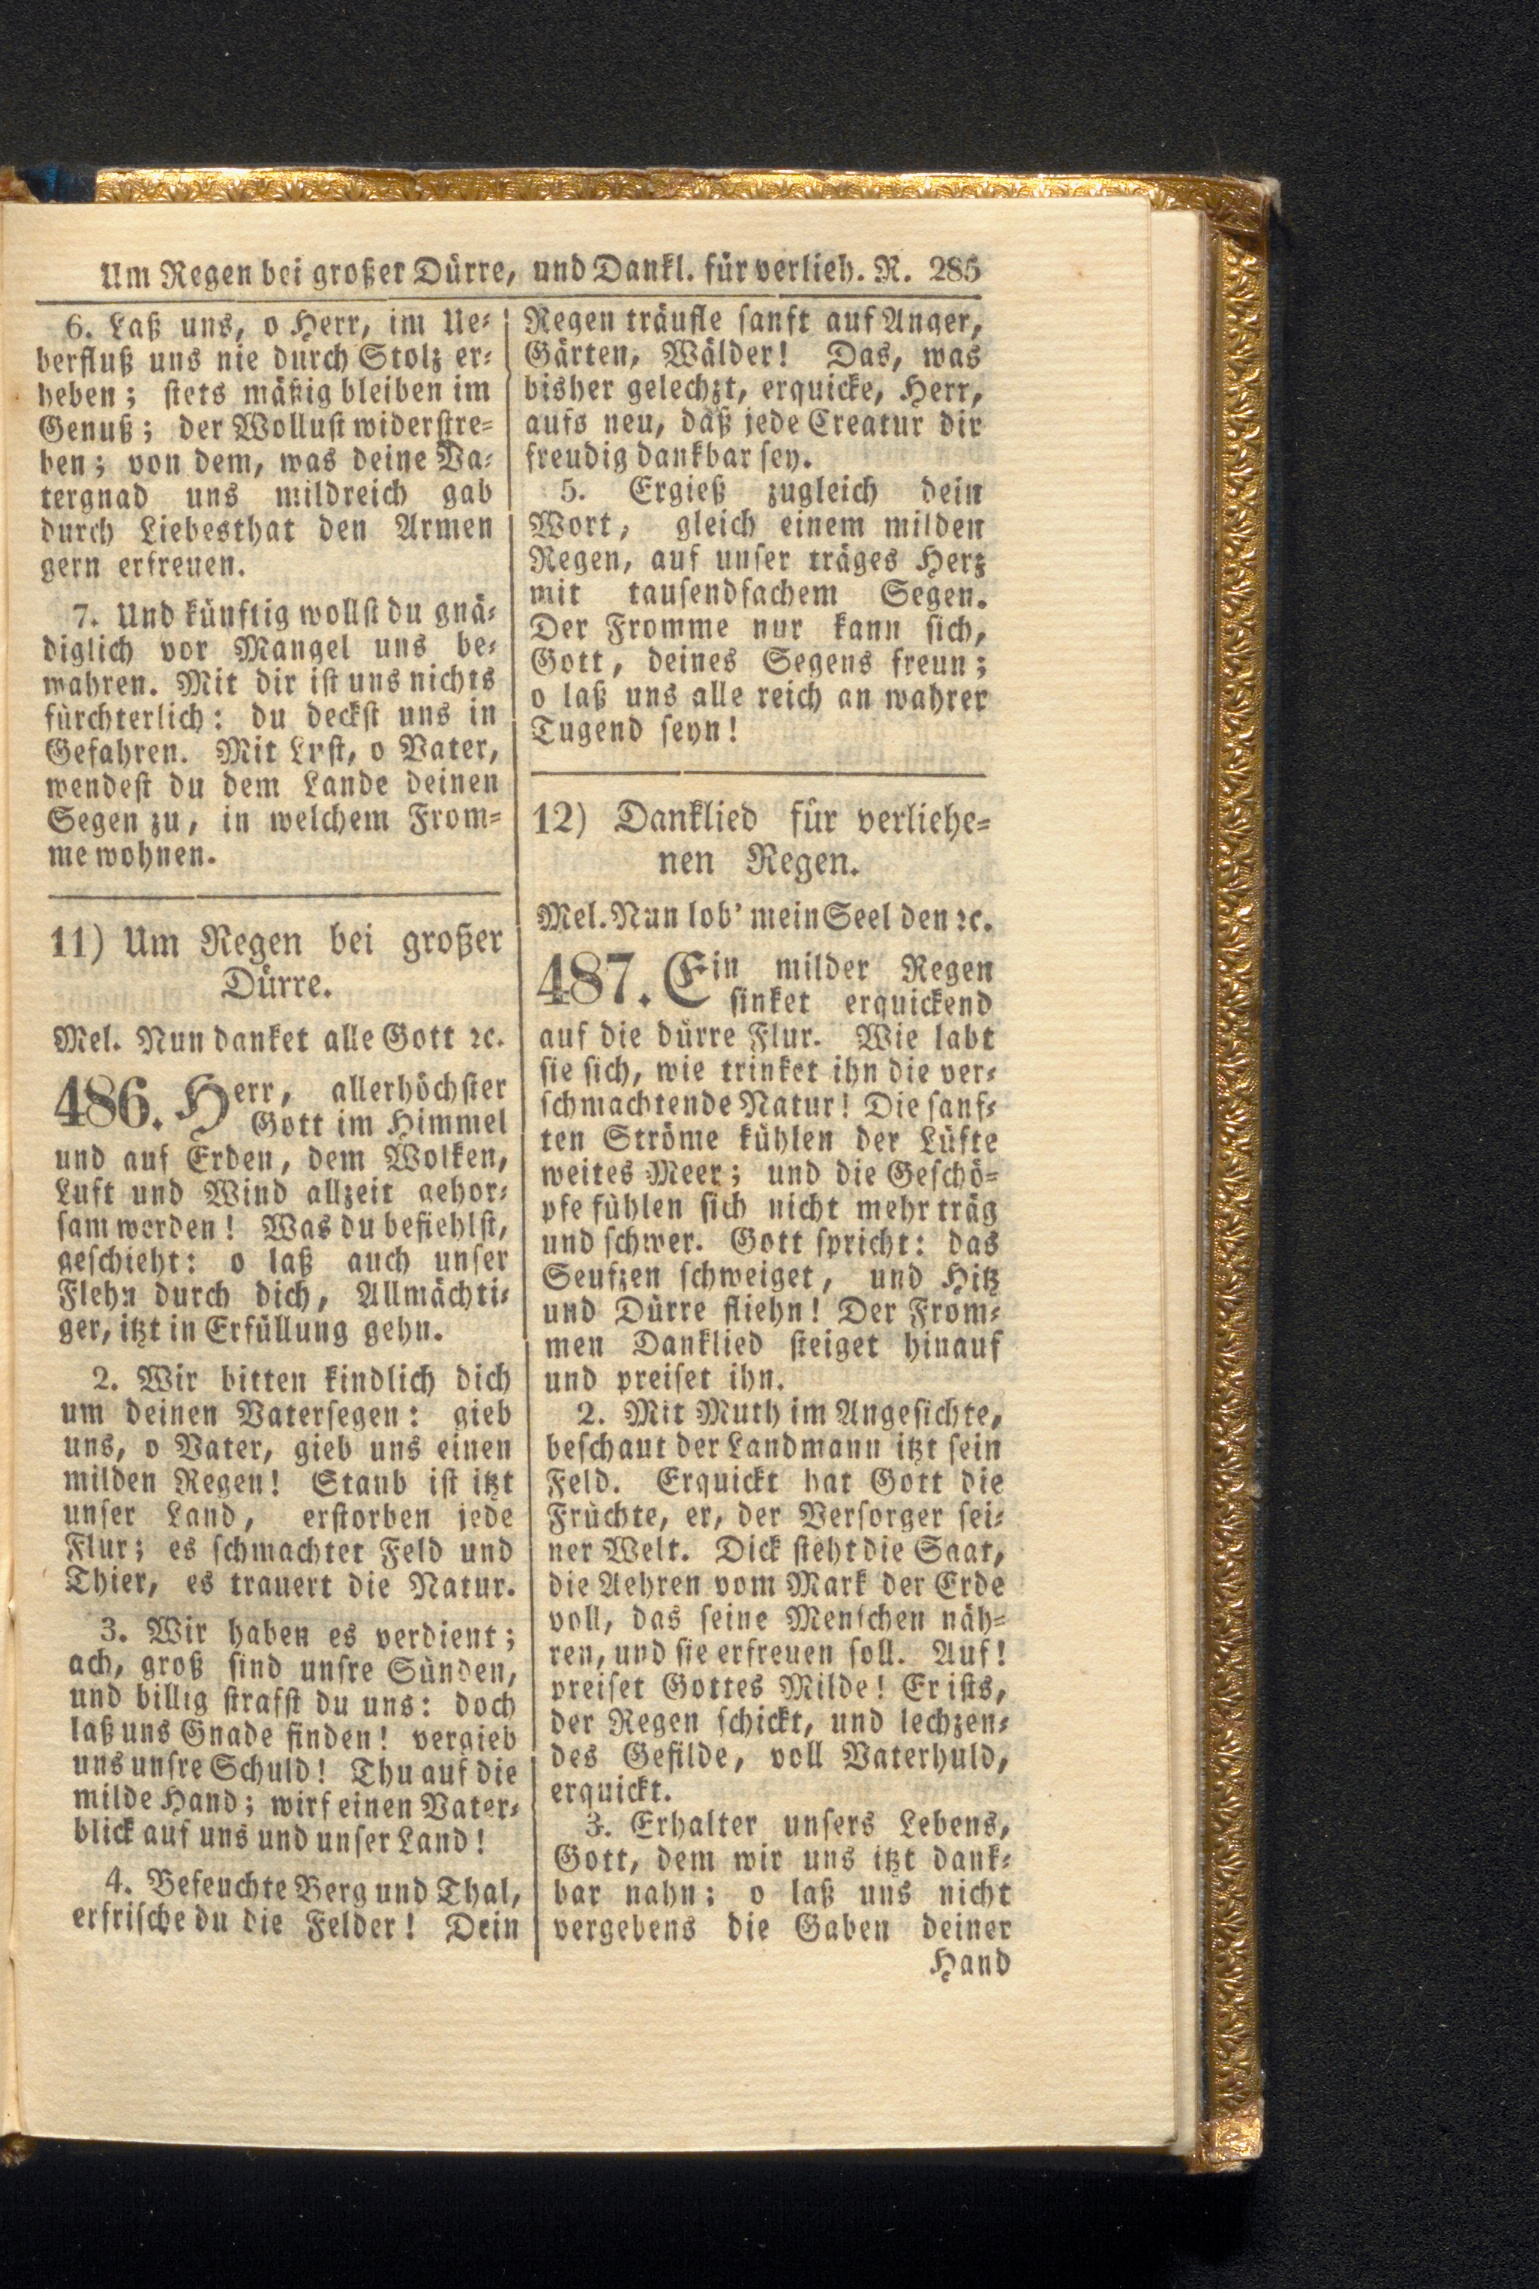 Um Regen bei großer Dürre, und Dankl. für verlieh. R. 285
6. Laß uns, o Herr, im Ue-
berfluß uns nie durch Stolz er-
heben; stets mäßig bleiben im
Genuß; der Wollust widerstre-
ben; von dem, was deine Va-
tergnad uns mildreich gab
durch Liebesthat den Armen
gern erfreuen.
7. Und künftig wollst du gnä-
diglich vor Mangel uns be-
wahren. Mit dir ist uns nichts
fürchterlich: du deckst uns in
Gefahren. Mit Lust, o Vater,
wendest du dem Lande deinen
Segen zu, in welchem From-
me wohnen.
11) Um Regen bei großer
Dürre.
Mel. Nun danket alle Gott ꝛc.
486. Herr, allerhöchster
Gott im Himmel
und auf Erden, dem Wolken,
Luft und Wind allzeit gehor-
sam werden! Was du befiehlst,
geschieht: o laß auch unser
Flehn durch dich, Allmächti-
ger, itzt in Erfüllung gehn.
2. Wir bitten kindlich dich
um deinen Vatersegen: gieb
uns, o Vater, gieb uns einen
milden Regen! Staub ist itzt
unser Land, erstorben jede
Flur; es schmachtet Feld und
Thier, es trauert die Natur.
3. Wir haben es verdient;
ach, groß sind unsre Sünden,
und billig strafst du uns: doch
laß uns Gnade finden! vergieb
uns unsre Schuld! Thu auf die
milde Hand; wirf einen Vater-
blick auf uns und unser Land!
4. Befeuchte Berg und Thal,
erfrische du die Felder! Dein
Regen träufle sanft auf Anger,
Gärten, Wälder! Das, was
bisher gelechzt, erquicke, Herr,
aufs neu, daß jede Creatur dir
freudig dankbar sey.
5. Ergieß zugleich dein
Wort, gleich einem milden
Regen, auf unser träges Herz
mit tausendfachem Segen.
Der Fromme nur kann sich,
Gott, deines Segens freun;
o laß uns alle reich an wahrer
Tugend seyn!
12) Danklied für verliehe-
nen Regen.
Mel. Nun lob' mein Seel den ꝛc.
487. Ein milder Regen
sinket erquickend
auf die dürre Flur. Wie labt
sie sich, wie trinket ihn die ver-
schmachtende Natur! Die sanf-
ten Ströme kühlen der Lüfte
weites Meer; und die Geschö-
pfe fühlen sich nicht mehr träg
und schwer. Gott spricht: das
Seufzen schweiget, und Hitz
und Dürre fliehn! Der From-
men Danklied steiget hinauf
und preiset ihn.
2. Mit Muth im Angesichte,
beschaut der Landmann itzt sein
Feld. Erquickt hat Gott die
Früchte, er, der Versorger sei-
ner Welt. Dick steht die Saat,
die Aehren vom Mark der Erde
voll, das seine Menschen näh-
ren, und sie erfreuen soll. Auf!
preiset Gottes Milde! Er ists,
der Regen schickt, und lechzen-
des Gefilde, voll Vaterhuld,
erquickt.
3. Erhalter unsers Lebens,
Gott, dem wir uns itzt dank-
bar nahn; o laß uns nicht
vergebens die Gaben deiner
Hand